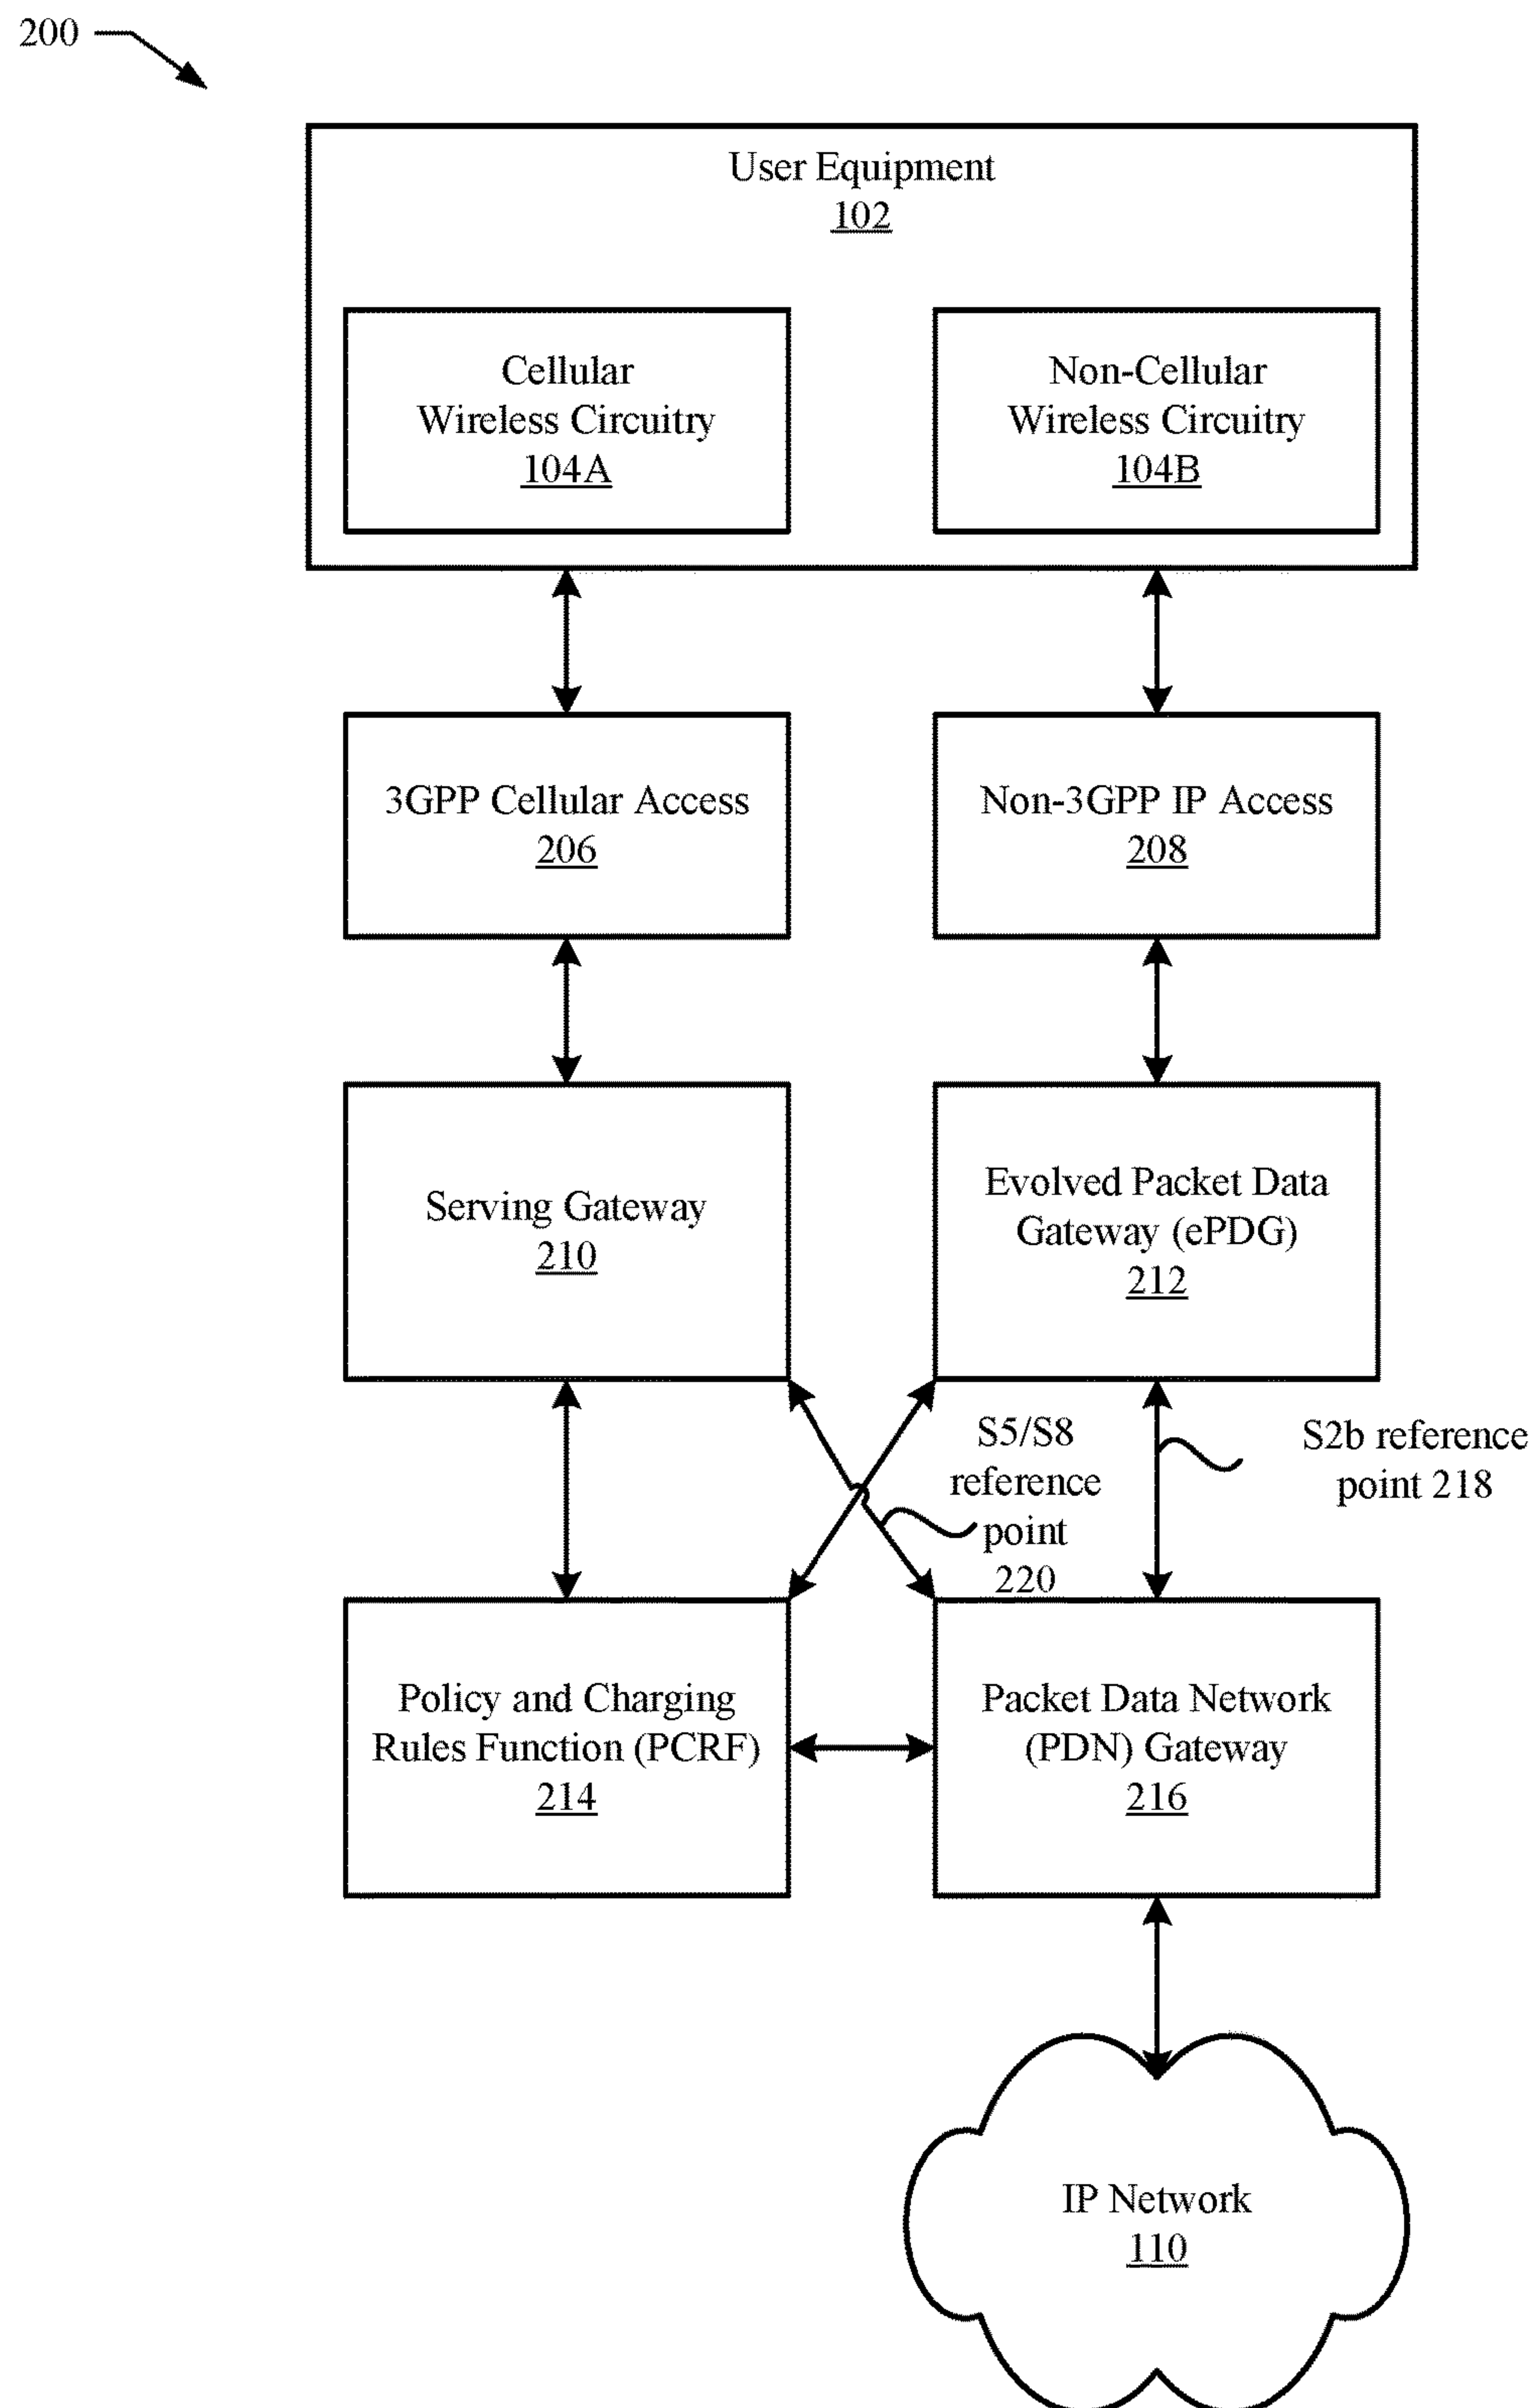 200
User Equipment
102
Cellular
Wireless Circuitry
104A
Non-Cellular
Wireless Circuitry
104B
3GPP Cellular Access
206
Non-3GPP IP Access
208
Serving Gateway
210
Evolved Packet Data
Gateway (ePDG)
212
S5/S8
reference
point
220
S2b reference
point 218
Policy and Charging
Rules Function (PCRF)
214
Packet Data Network
(PDN) Gateway
216
IP Network
110